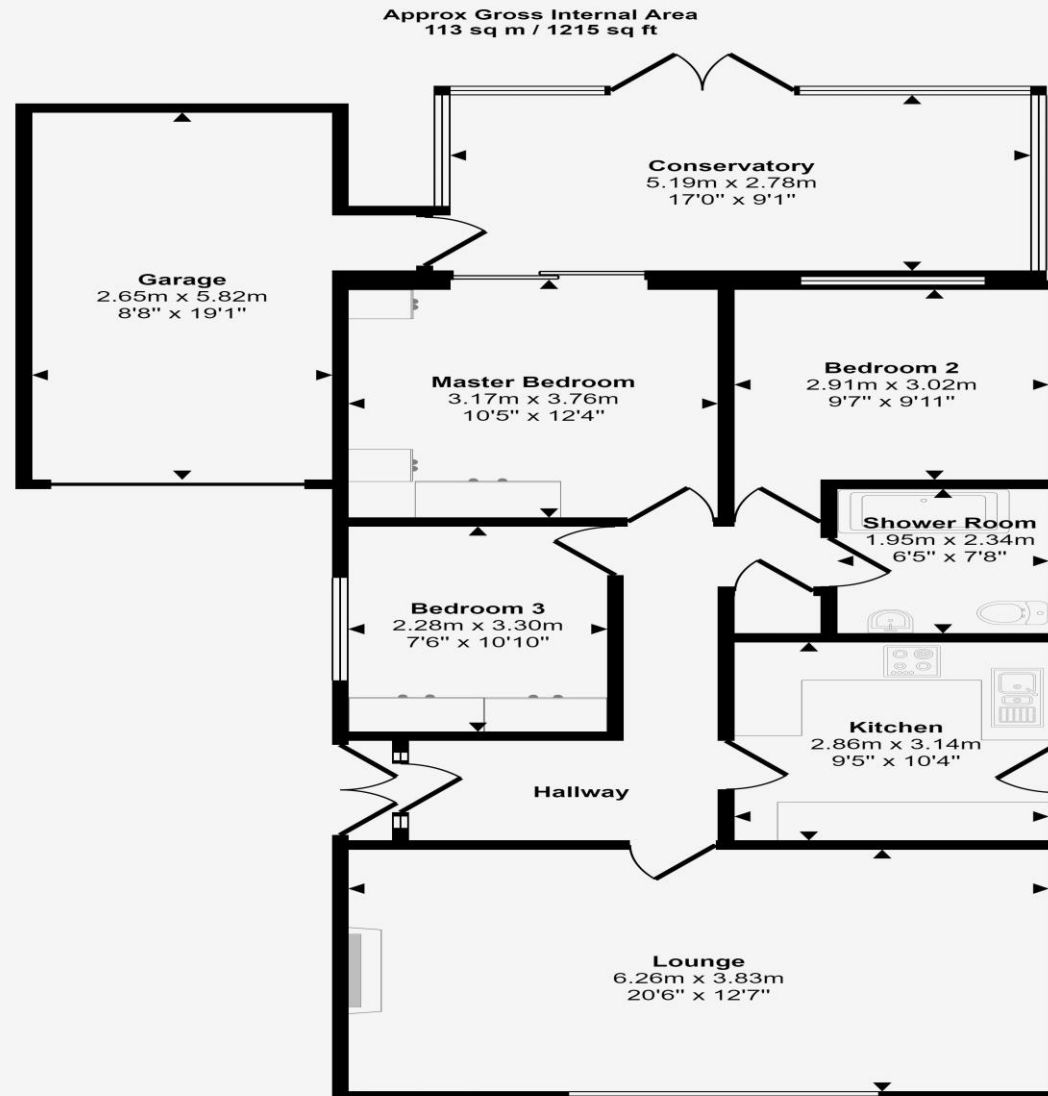 Approx Gross Internal Area
113 sq m / 1215 sq ft
Conservatory
5.19m x 2.78m
17'0" x 9'1"
Garage
2.65m x 5.82m
8'8" x 19'1"
Master Bedroom
3.17m x 3.76m
10'5" x 12'4"
Bedroom 2
2.91m x 3.02m
9'7" x 9'11"
Shower Room
1.95m x 2.34m
6'5" x 7'8"
Bedroom 3
2.28m x 3.30m
7'6" x 10'10"
Kitchen
2.86m x 3.14m
9'5" x 10'4"
Hallway
Lounge
6.26m x 3.83m
20'6" x 12'7"